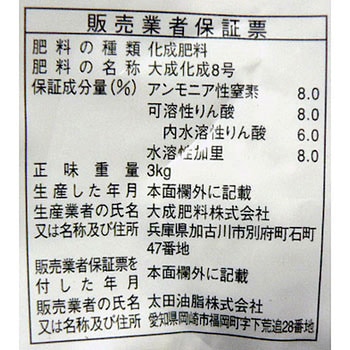 販売業者保証票
肥料の種類 化成肥料
肥料の名称 大成化成8号
保証成分量(%) アンモニア性窒素 8.0
可溶性りん酸 8.0
内水溶性りん酸 6.0
水溶性加里 8.0
正味重量 3kg
生産した年月 本面欄外に記載
生産業者の氏名 大成肥料株式会社
又は名称及び住所 兵庫県加古川市別府町石町
47番地
販売業者保証票を
付した年月 本面欄外に記載
販売業者の氏名 太田油脂株式会社
又は名称及び住所 愛知県岡崎市福岡町字下荒追28番地